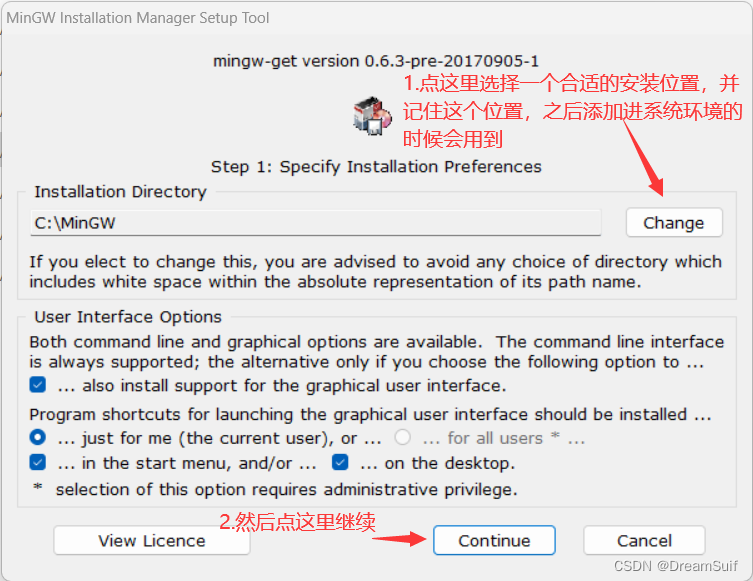 MinGW Installation Manager Setup Tool
mingw-get version 0.6.3-pre-20170905-1
1.点这里选择一个合适的安装位置，并
记住这个位置，之后添加进系统环境的
时候会用到
Step 1: Specify Installation Preferences
Installation Directory
C:\MinGW
Change
If you elect to change this, you are advised to avoid any choice of directory which
includes white space within the absolute representation of its path name.
User Interface Options
Both command line and graphical options are available.  The command line interface
is always supported; the alternative only if you choose the following option to ...
... also install support for the graphical user interface.
Program shortcuts for launching the graphical user interface should be installed ...
... just for me (the current user), or ... ... for all users * ...
... in the start menu, and/or ... ... on the desktop.
* selection of this option requires administrative privilege.
2.然后点这里继续
View Licence
Continue
Cancel
CSDN @DreamSuif